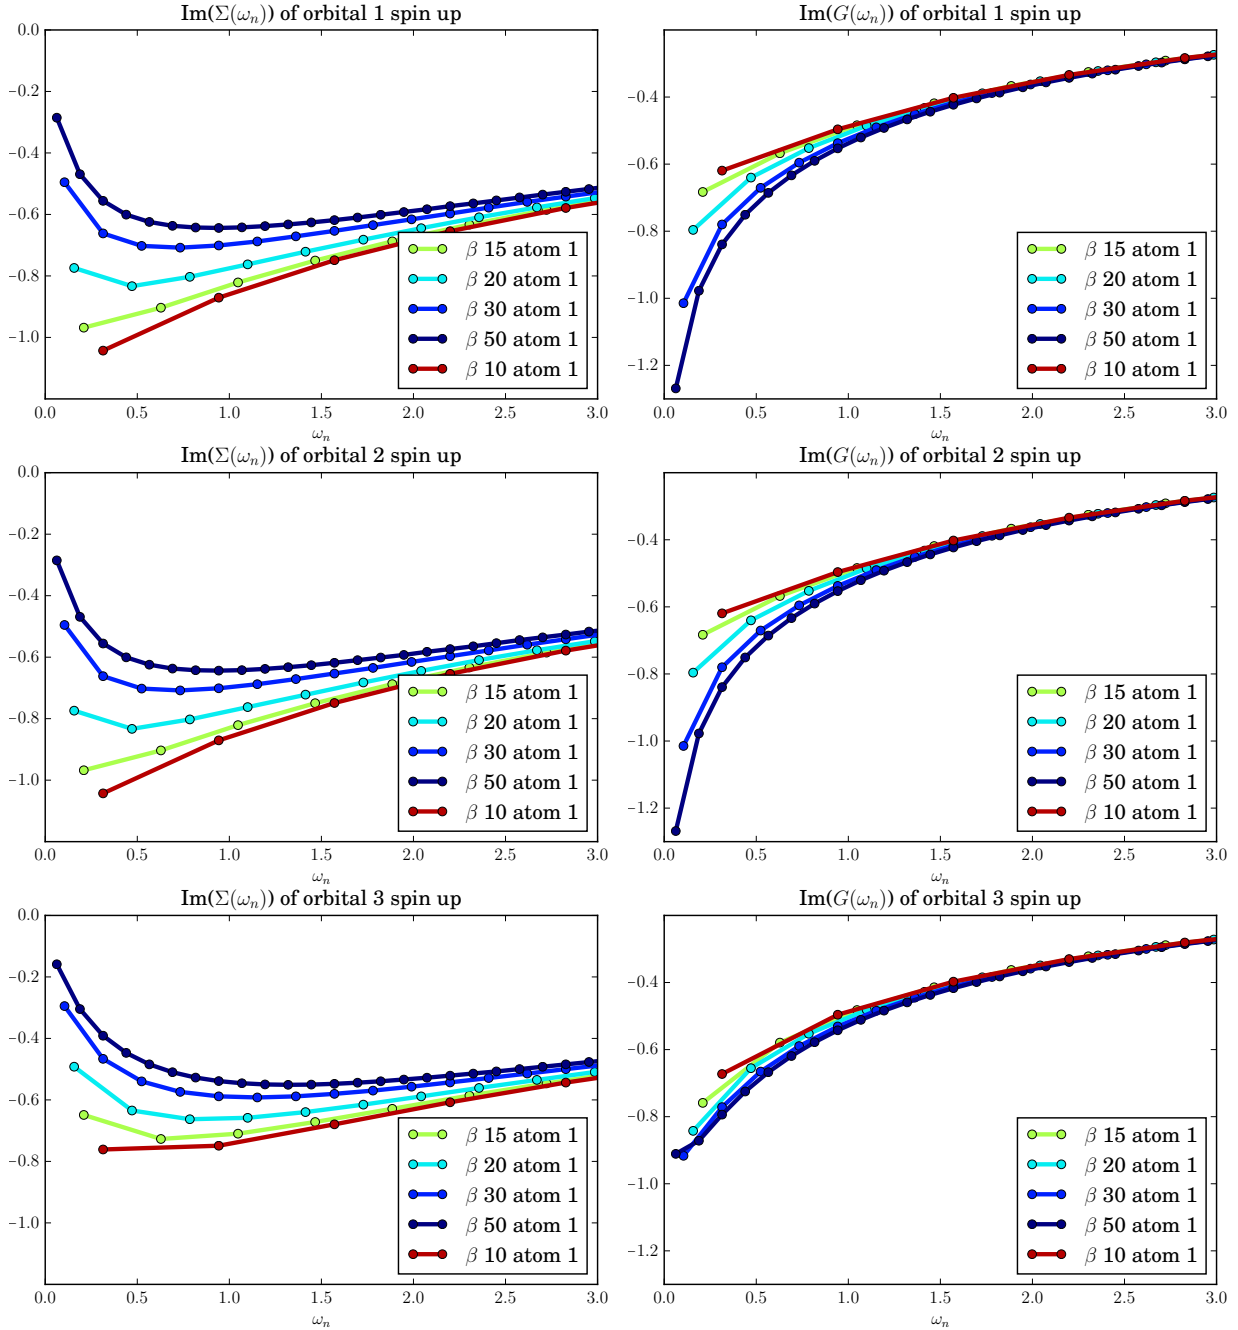 Im(Σ(ωₙ)) of orbital 1 spin up
0.0
−0.2
−0.4
−0.6
−0.8
−1.0
0.0 0.5 1.0 1.5 2.0 2.5 3.0
ωₙ
β 15 atom 1
β 20 atom 1
β 30 atom 1
β 50 atom 1
β 10 atom 1
Im(G(ωₙ)) of orbital 1 spin up
−0.4
−0.6
−0.8
−1.0
−1.2
0.0 0.5 1.0 1.5 2.0 2.5 3.0
ωₙ
β 15 atom 1
β 20 atom 1
β 30 atom 1
β 50 atom 1
β 10 atom 1
Im(Σ(ωₙ)) of orbital 2 spin up
0.0
−0.2
−0.4
−0.6
−0.8
−1.0
0.0 0.5 1.0 1.5 2.0 2.5 3.0
ωₙ
β 15 atom 1
β 20 atom 1
β 30 atom 1
β 50 atom 1
β 10 atom 1
Im(G(ωₙ)) of orbital 2 spin up
−0.4
−0.6
−0.8
−1.0
−1.2
0.0 0.5 1.0 1.5 2.0 2.5 3.0
ωₙ
β 15 atom 1
β 20 atom 1
β 30 atom 1
β 50 atom 1
β 10 atom 1
Im(Σ(ωₙ)) of orbital 3 spin up
0.0
−0.2
−0.4
−0.6
−0.8
−1.0
0.0 0.5 1.0 1.5 2.0 2.5 3.0
ωₙ
β 15 atom 1
β 20 atom 1
β 30 atom 1
β 50 atom 1
β 10 atom 1
Im(G(ωₙ)) of orbital 3 spin up
−0.4
−0.6
−0.8
−1.0
−1.2
0.0 0.5 1.0 1.5 2.0 2.5 3.0
ωₙ
β 15 atom 1
β 20 atom 1
β 30 atom 1
β 50 atom 1
β 10 atom 1